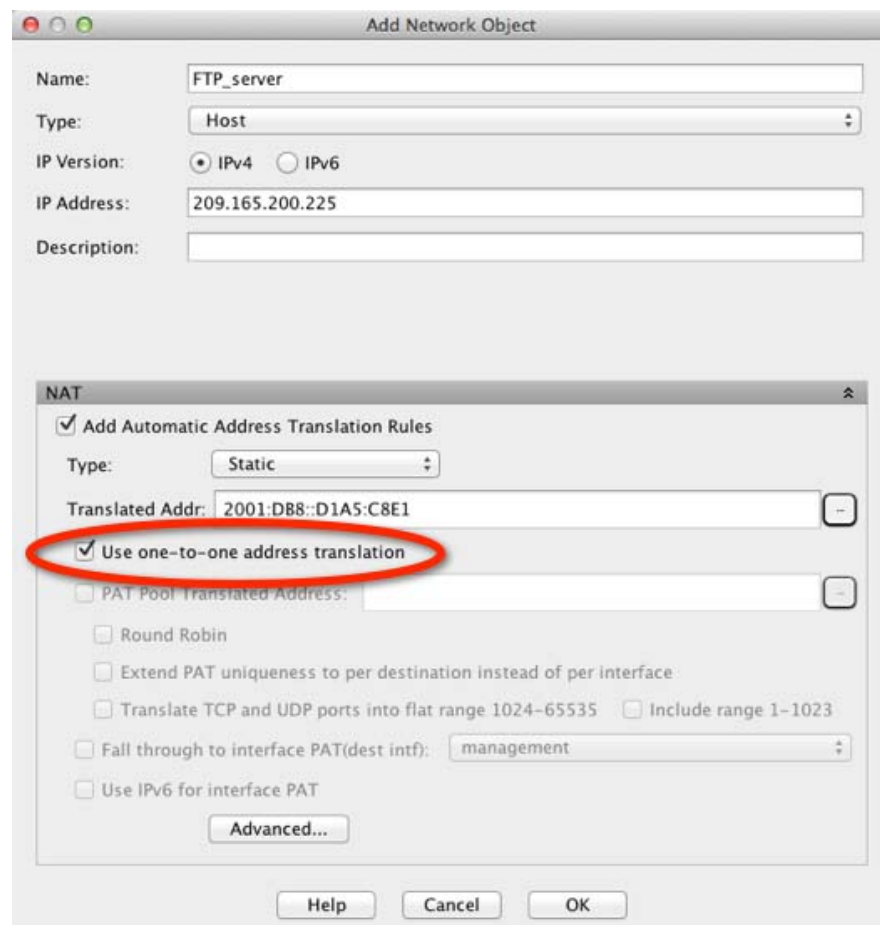 Add Network Object
Name: FTP_server
Type: Host
IP Version: IPv4 IPv6
IP Address: 209.165.200.225
Description:
NAT
Add Automatic Address Translation Rules
Type: Static
Translated Addr: 2001:DB8::D1A5:C8E1
...
Use one-to-one address translation
PAT Pool Translated Address:
...
Round Robin
Extend PAT uniqueness to per destination instead of per interface
Translate TCP and UDP ports into flat range 1024-65535 Include range 1-1023
Fall through to interface PAT(dest intf): management
Use IPv6 for interface PAT
Advanced...
Help Cancel OK